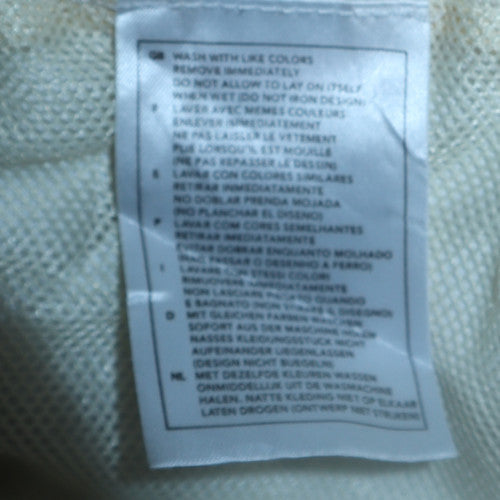 GB WASH WITH LIKE COLORS
REMOVE IMMEDIATELY
DO NOT ALLOW TO LAY ON ITSELF
WHEN WET (DO NOT IRON DESIGN)
F LAVER AVEC MEMES COULEURS
ENLEVER IMMEDIATEMENT
NE PAS LAISLER LE VETEMENT
PLIE LORSQU'IL EST MOUILLE
(NE PAS REPASSER LE DESSIN)
E LAVAR CON COLORES SIMILARES
RETIRAR INMEDIATAMENTE
NO DOBLAR PRENDA MOJADA
(NO PLANCHAR EL DISENO)
P LAVAR COM CORES SEMELHANTES
RETIRAR IMEDIATAMENTE
EVITAR DOBRAR ENQUANTO MOLHADO
(NAO PASSAR O DESENHO A FERRO)
I LAVARE CON STESSI COLORI
RIMUOVERE IMMEDIATAMENTE
NON LASCIARE PIEGATO QUANDO
E BAGNATO (NON STIRARE IL DISEGNO)
D MIT GLEICHEN FARBEN WASCHEN
SOFORT AUS DER MASCHINE HOLEN
NASSES KLEIDUNGSSTUCK NICHT
AUFEINANDER LIEGENLASSEN
(DESIGN NICHT BUEGELN)
NL MET DEZELFDE KLEUREN WASSEN
ONMIDDELLIJK UIT DE WASMACHINE
HALEN. NATTE KLEDING NIET OP ELKAAR
LATEN DROGEN (ONTWERP NIET STRIJKEN)